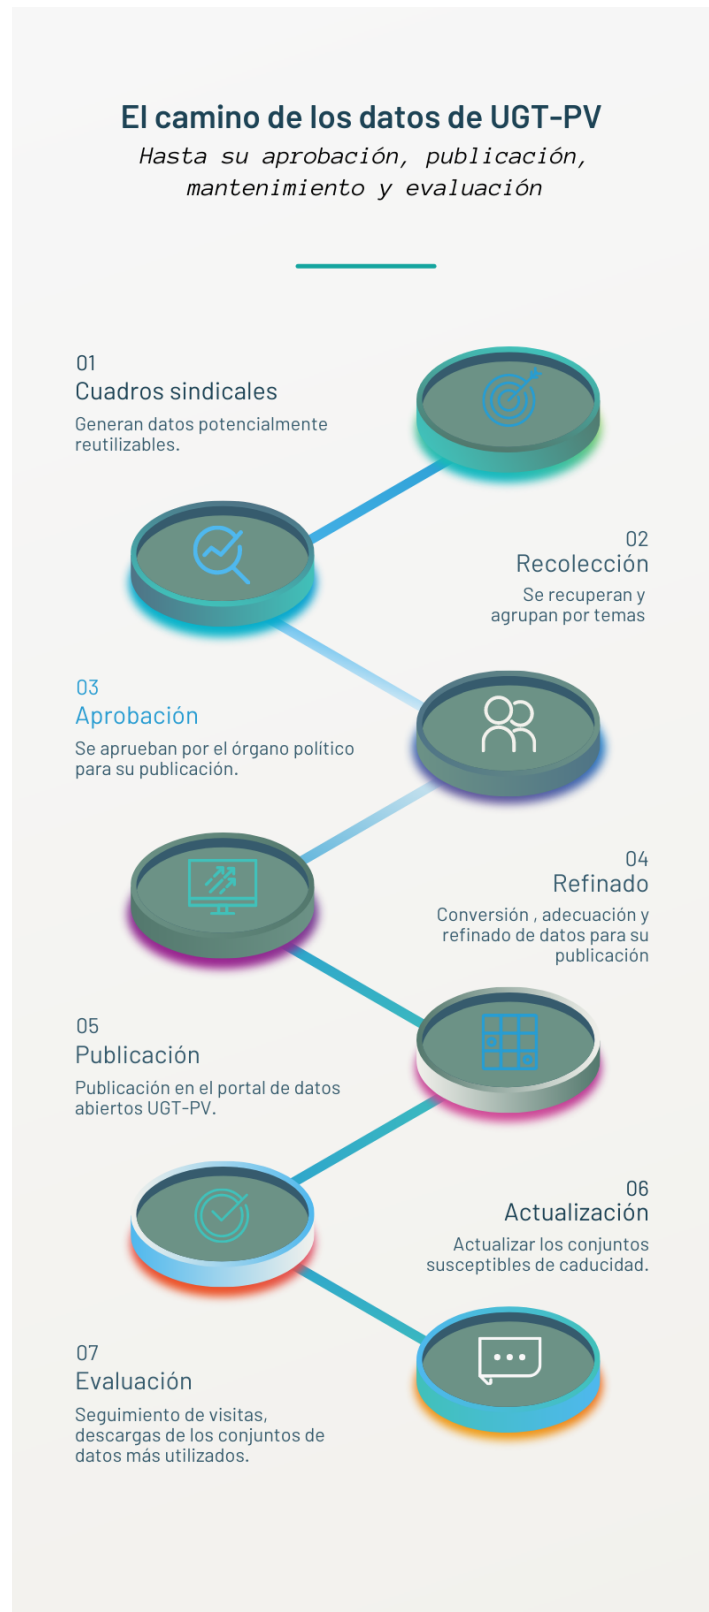 El camino de los datos de UGT-PV
Hasta su aprobación, publicación,
mantenimiento y evaluación
01
Cuadros sindicales
Generan datos potencialmente
reutilizables.
02
Recolección
Se recuperan y
agrupan por temas
03
Aprobación
Se aprueban por el órgano político
para su publicación.
04
Refinado
Conversión , adecuación y
refinado de datos para su
publicación
05
Publicación
Publicación en el portal de datos
abiertos UGT-PV.
06
Actualización
Actualizar los conjuntos
susceptibles de caducidad.
07
Evaluación
Seguimiento de visitas,
descargas de los conjuntos de
datos más utilizados.